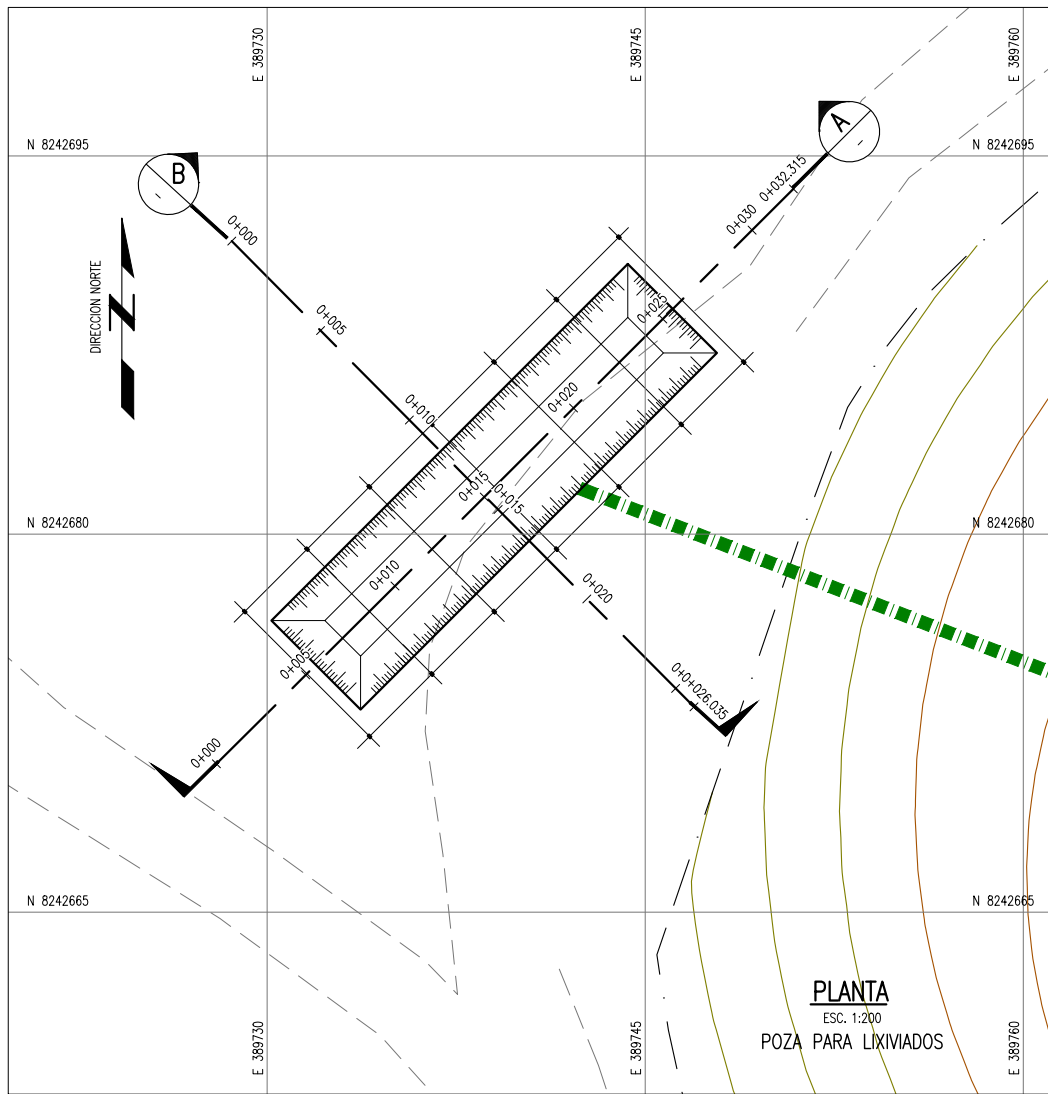 E 389730
E 389745
E 389760
N 8242695
N 8242695
A
B
-
-
0+032.315
0+030
0+025
0+020
0+015
0+010
0+005
0+000
0+000
0+005
0+010
0+015
0+020
0+0+026.035
DIRECCION NORTE
N
N 8242680
N 8242680
N 8242665
N 8242665
PLANTA
ESC. 1:200
POZA PARA LIXIVIADOS
E 389730
E 389745
E 389760